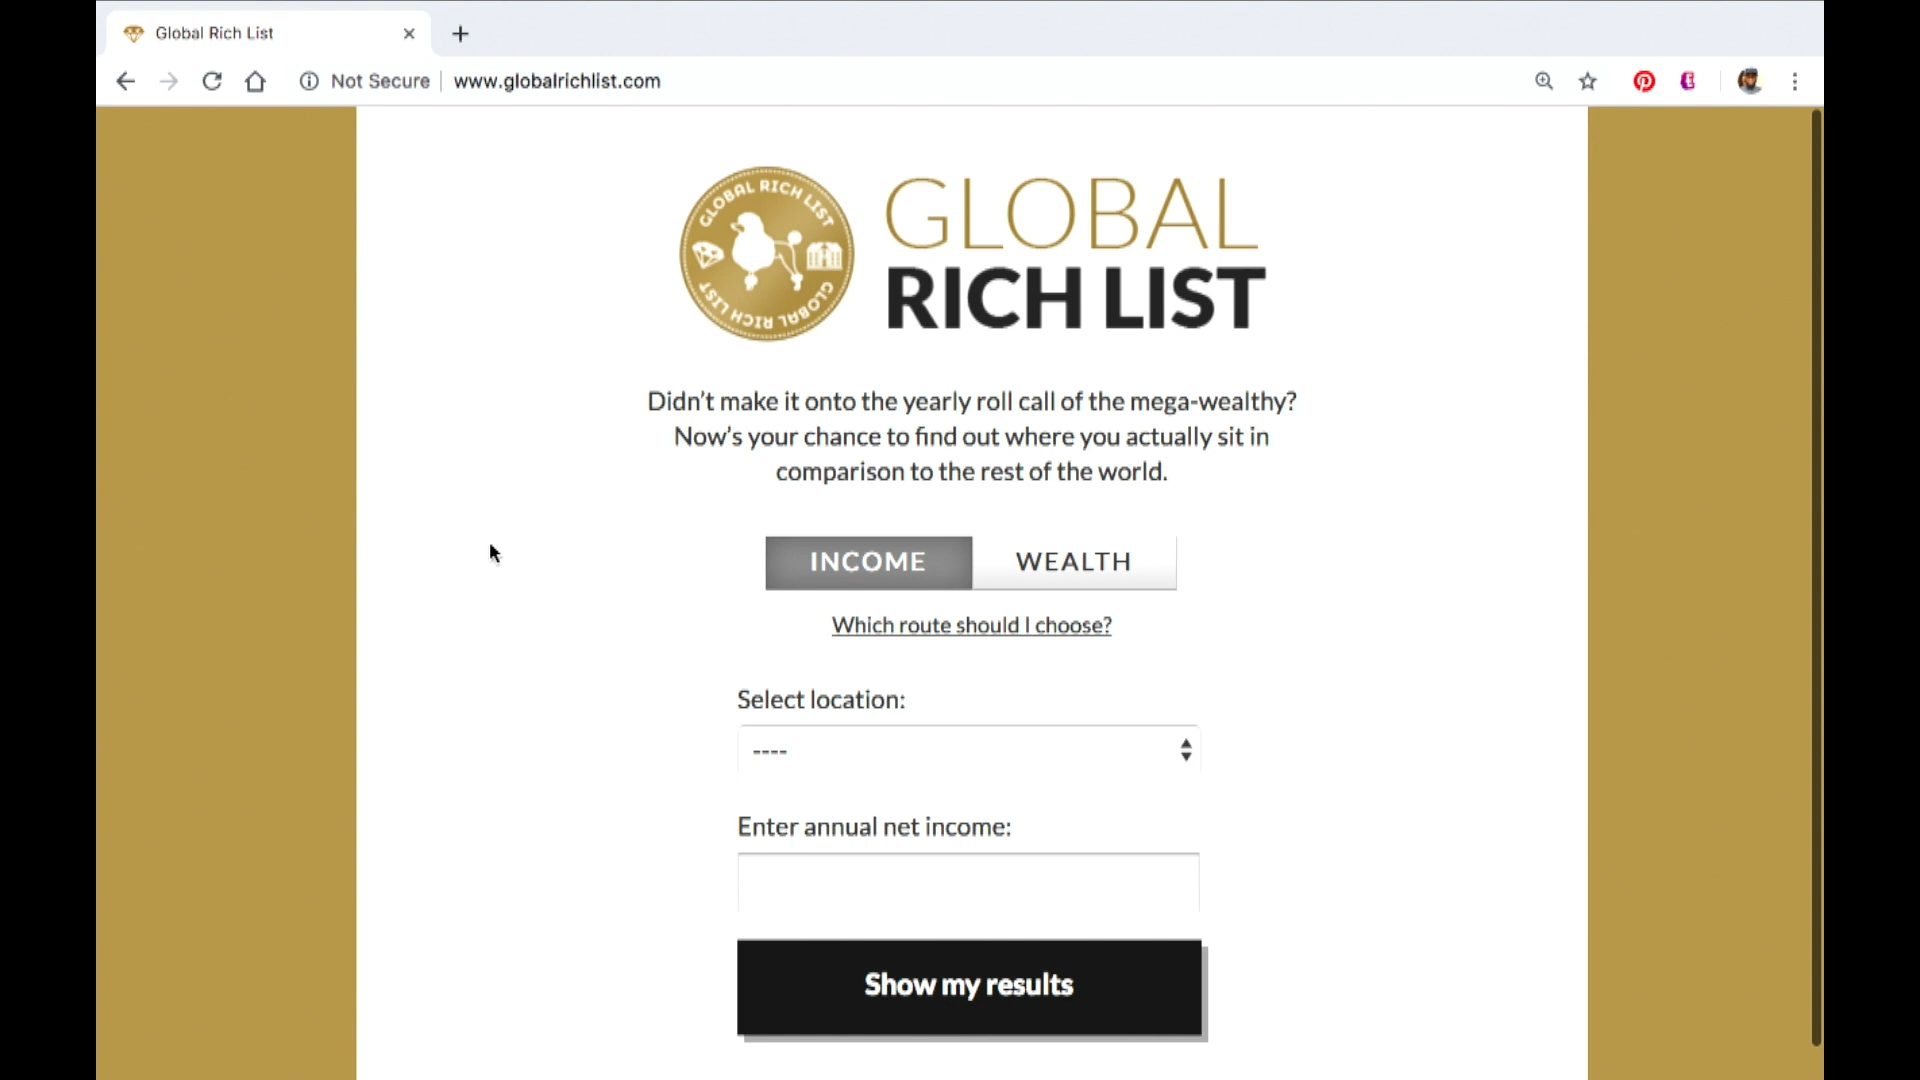 Global Rich List
Not Secure
www.globalrichlist.com
GLOBAL RICH LIST
GLOBAL RICH LIST
GLOBAL
RICH LIST
Didn't make it onto the yearly roll call of the mega-wealthy?
Now's your chance to find out where you actually sit in
comparison to the rest of the world.
INCOME
WEALTH
Which route should I choose?
Select location:
----
Enter annual net income:
Show my results